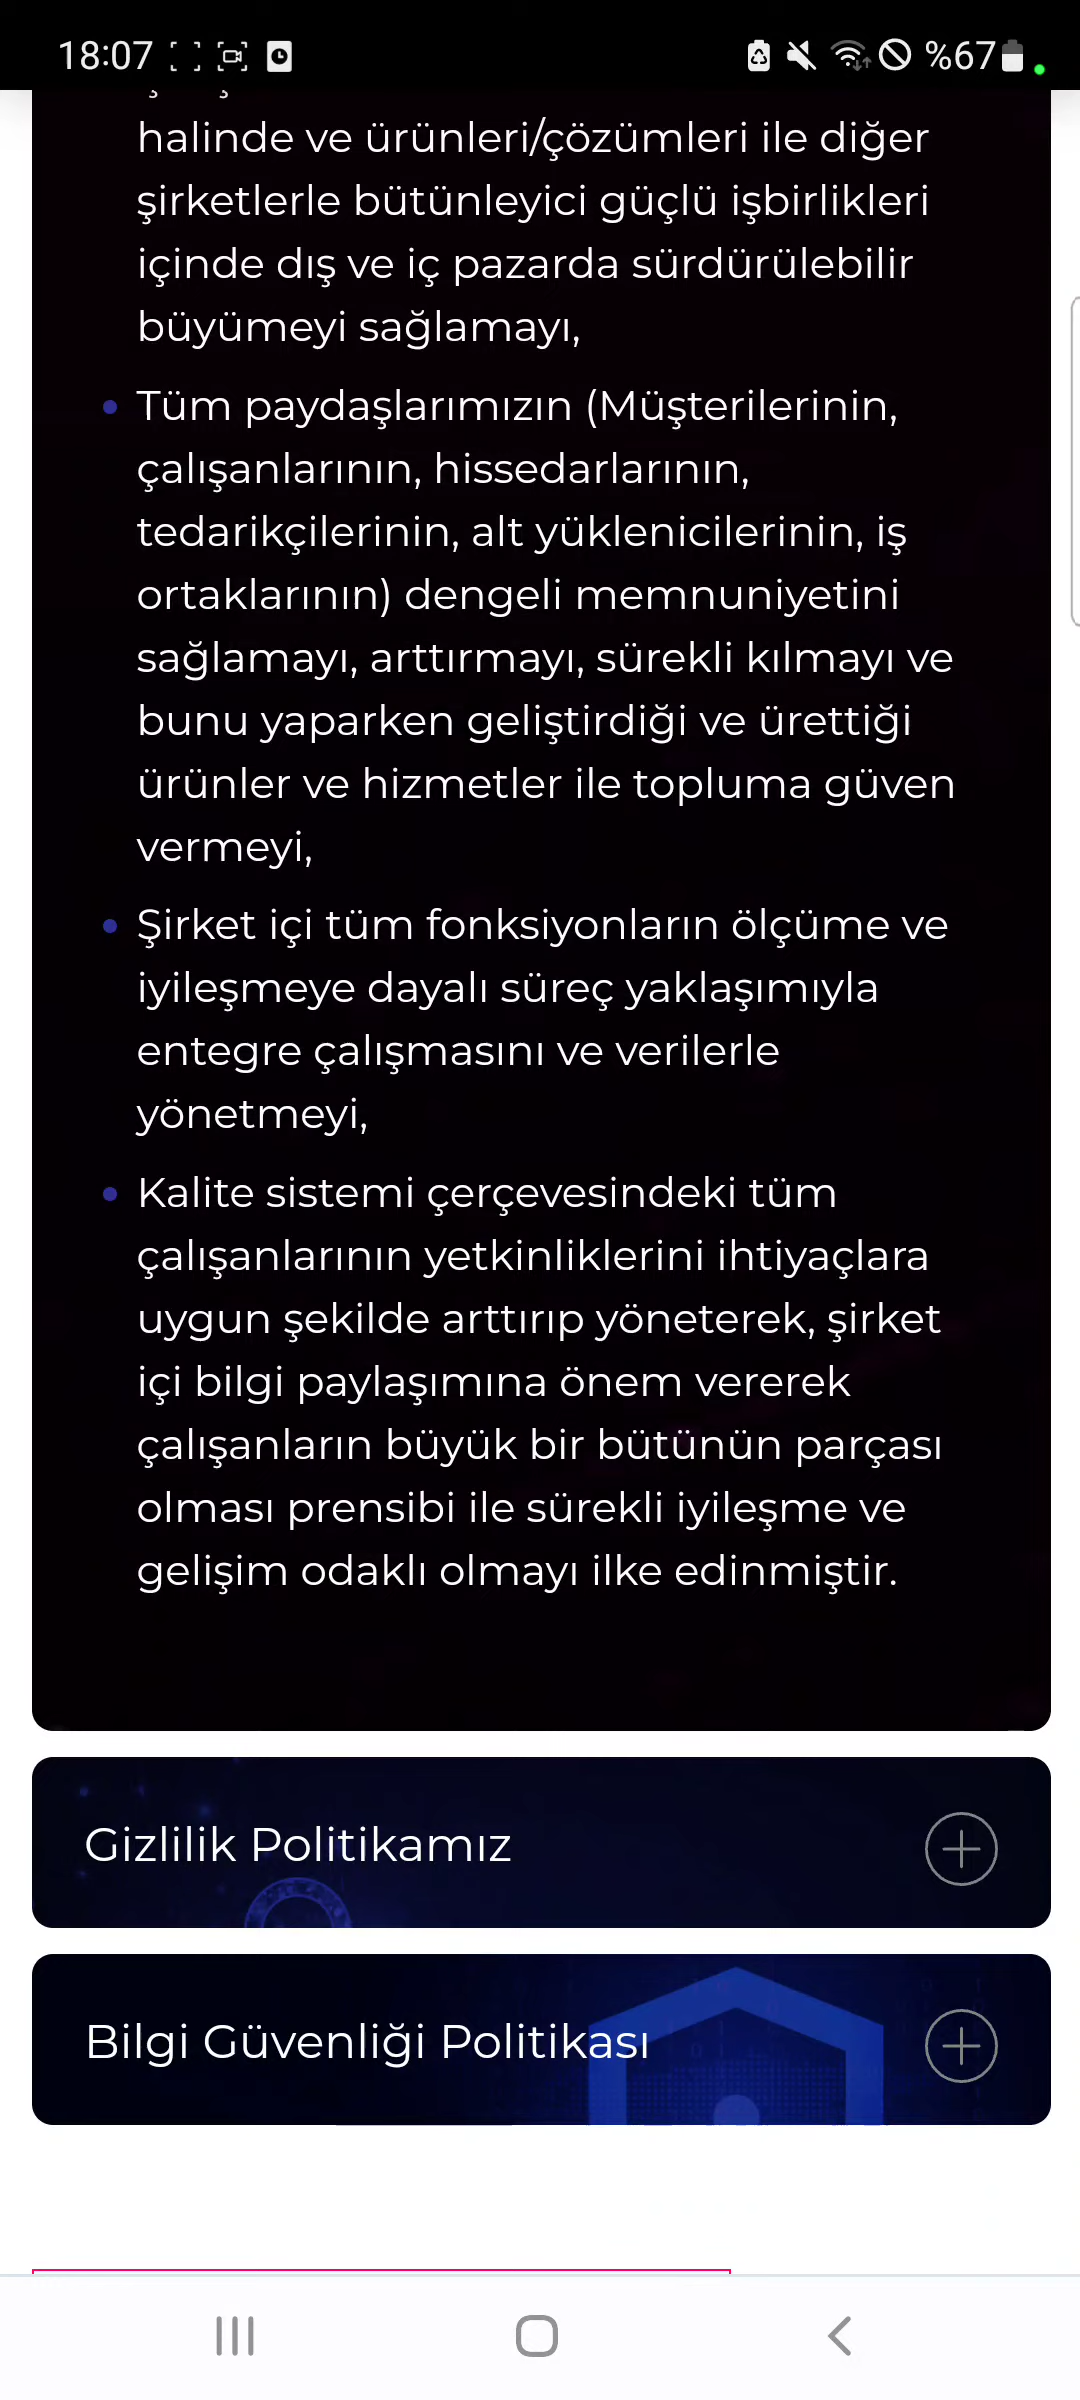 18:07
%67
halinde ve ürünleri/çözümleri ile diğer
şirketlerle bütünleyici güçlü işbirlikleri
içinde dış ve iç pazarda sürdürülebilir
büyümeyi sağlamayı,
Tüm paydaşlarımızın (Müşterilerinin,
çalışanlarının, hissedarlarının,
tedarikçilerinin, alt yüklenicilerinin, iş
ortaklarının) dengeli memnuniyetini
sağlamayı, arttırmayı, sürekli kılmayı ve
bunu yaparken geliştirdiği ve ürettiği
ürünler ve hizmetler ile topluma güven
vermeyi,
Şirket içi tüm fonksiyonların ölçüme ve
iyileşmeye dayalı süreç yaklaşımıyla
entegre çalışmasını ve verilerle
yönetmeyi,
Kalite sistemi çerçevesindeki tüm
çalışanlarının yetkinliklerini ihtiyaçlara
uygun şekilde arttırıp yöneterek, şirket
içi bilgi paylaşımına önem vererek
çalışanların büyük bir bütünün parçası
olması prensibi ile sürekli iyileşme ve
gelişim odaklı olmayı ilke edinmiştir.
Gizlilik Politikamız
Bilgi Güvenliği Politikası